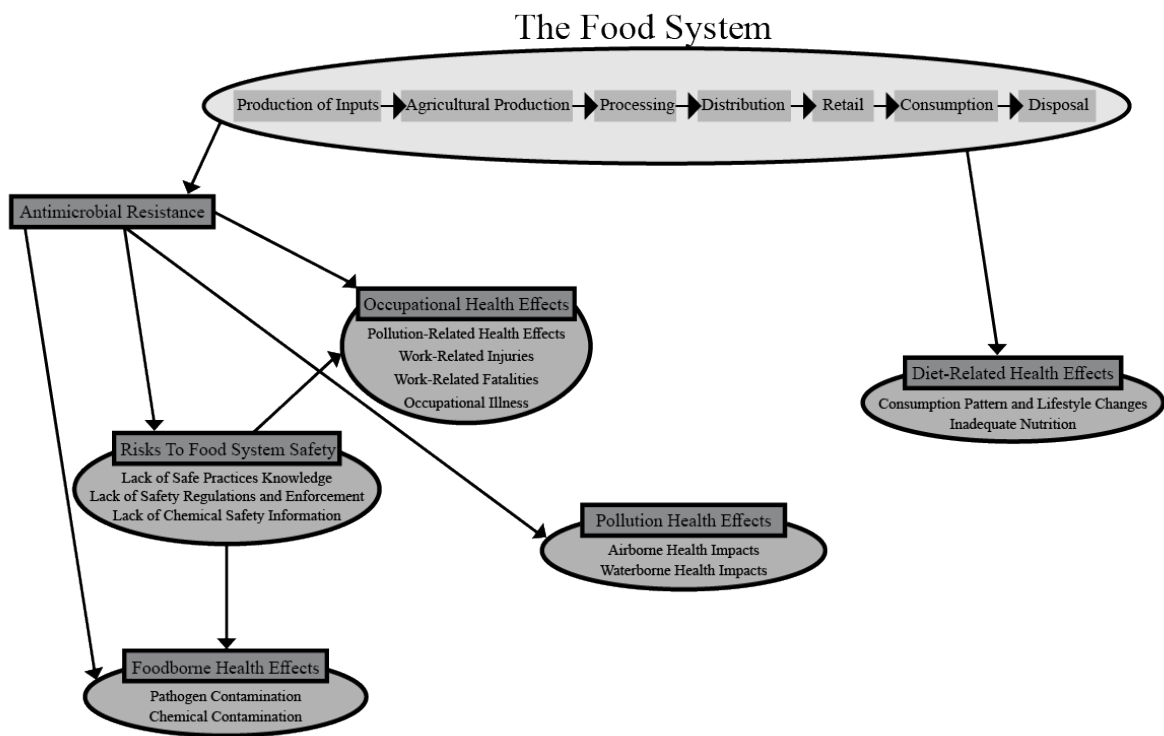 The Food System
Production of Inputs
Agricultural Production
Processing
Distribution
Retail
Consumption
Disposal
Antimicrobial Resistance
Occupational Health Effects
Pollution-Related Health Effects
Work-Related Injuries
Work-Related Fatalities
Occupational Illness
Diet-Related Health Effects
Consumption Pattern and Lifestyle Changes
Inadequate Nutrition
Risks To Food System Safety
Lack of Safe Practices Knowledge
Lack of Safety Regulations and Enforcement
Lack of Chemical Safety Information
Pollution Health Effects
Airborne Health Impacts
Waterborne Health Impacts
Foodborne Health Effects
Pathogen Contamination
Chemical Contamination